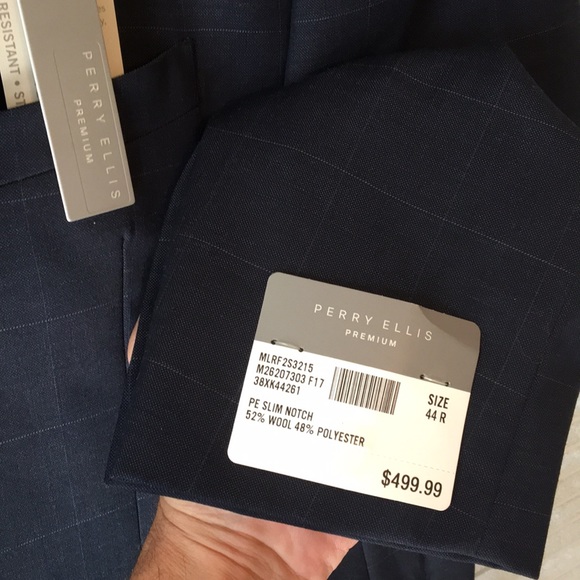 RESISTANT • ST
PERRY ELLIS
PREMIUM
PERRY ELLIS
PREMIUM
MLRF2S3215
M26207303 F17
38XK44261
SIZE
44 R
PE SLIM NOTCH
52% WOOL 48% POLYESTER
$499.99